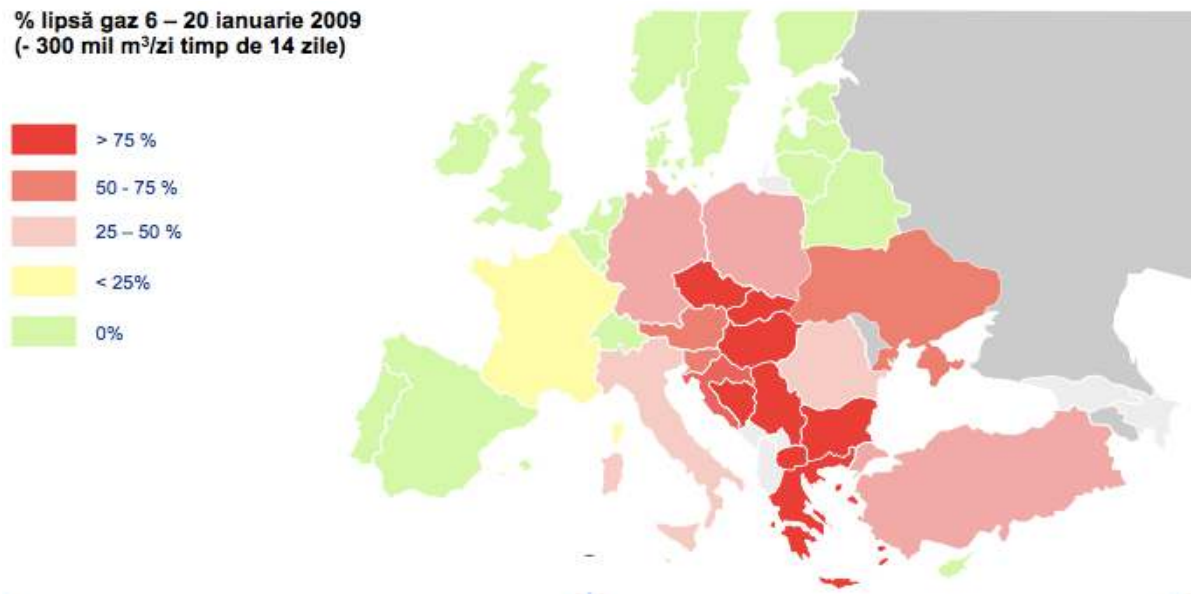 % lipsă gaz 6 – 20 ianuarie 2009
(- 300 mil m³/zi timp de 14 zile)
> 75 %
50 - 75 %
25 – 50 %
< 25%
0%